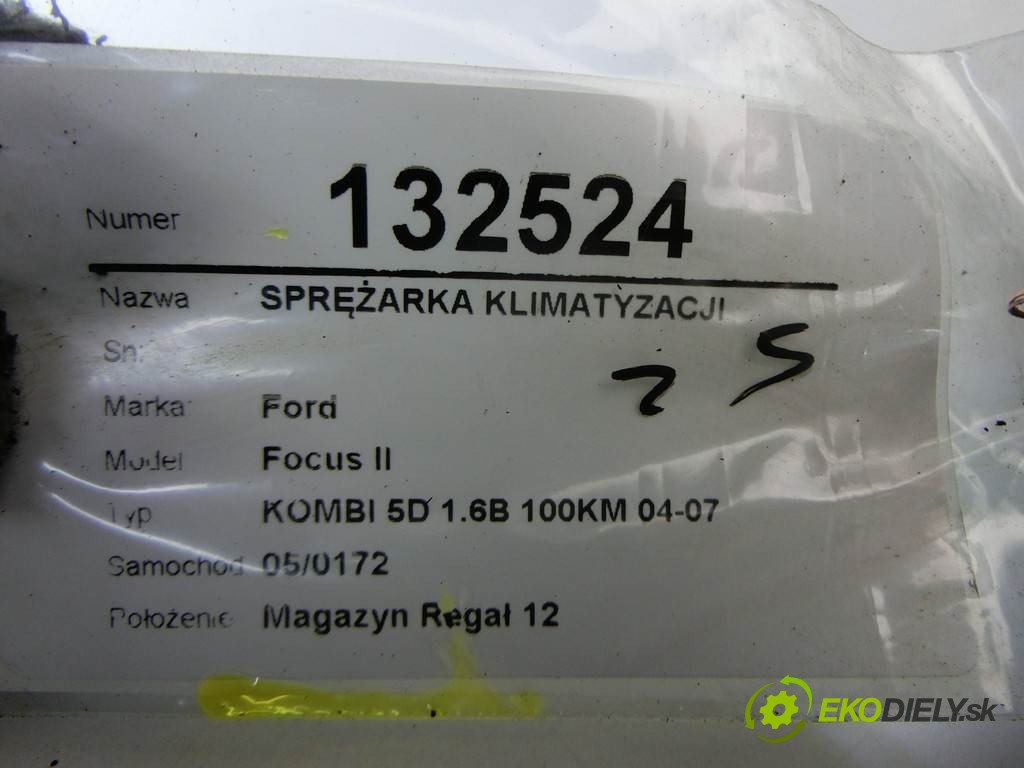 Numer 132524
Nazwa SPRĘŻARKA KLIMATYZACJI
Sn:
Marka Ford
Model Focus II
Typ KOMBI 5D 1.6B 100KM 04-07
Samochod 05/0172
Położenie Magazyn Regał 12
EKODIELY.sk